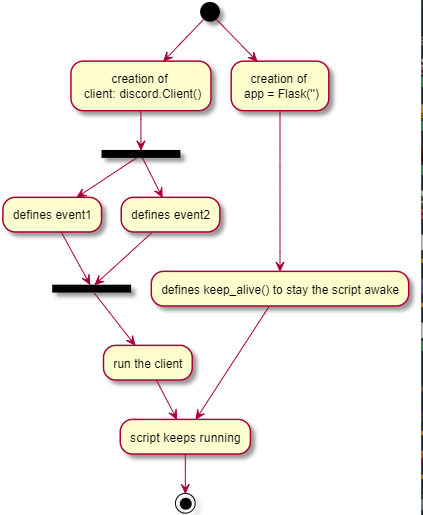 creation of
client: discord.Client()
creation of
app = Flask('')
defines event1
defines event2
defines keep_alive() to stay the script awake
run the client
script keeps running